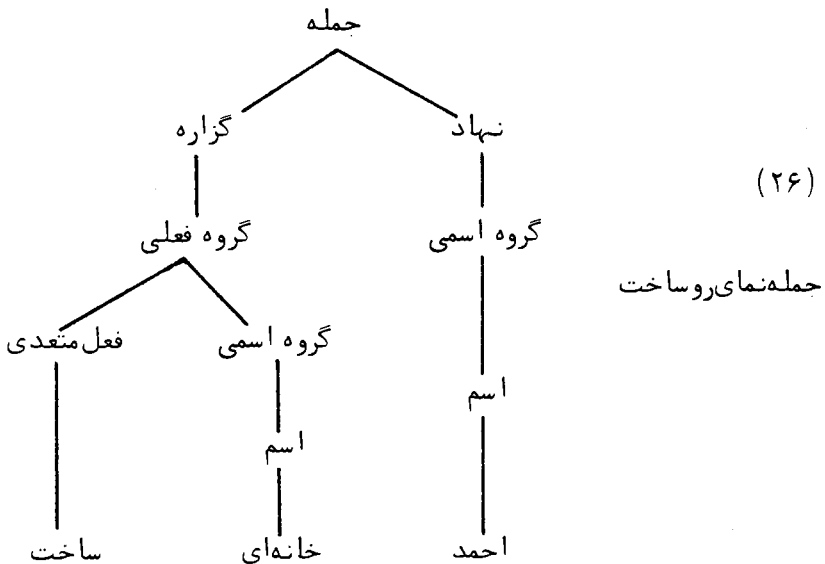 جمله
نهاد
گزاره
(۲۶)
گروه اسمی
گروه فعلی
جمله‌نمای روساخت
گروه اسمی
فعل متعدی
اسم
اسم
احمد
خانه‌ای
ساخت